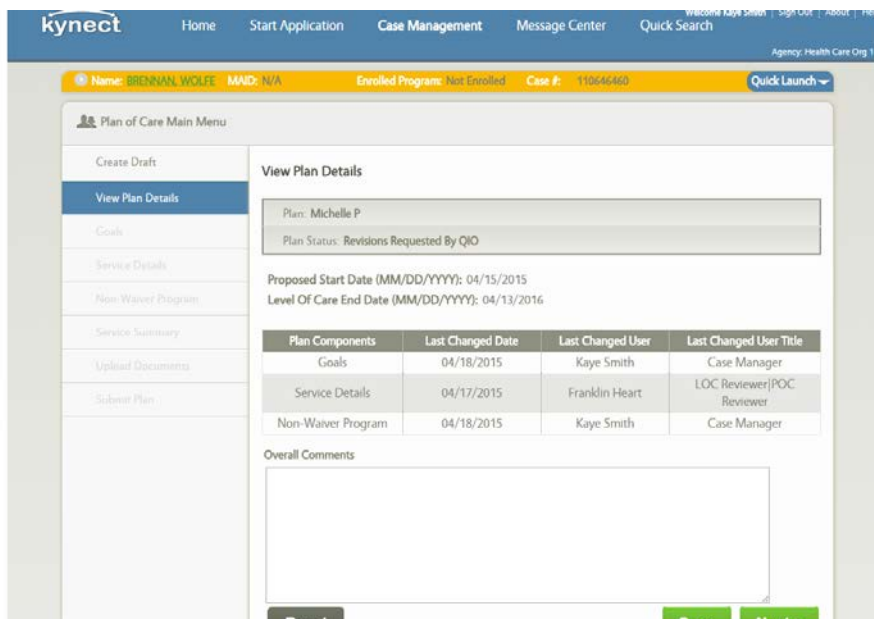 kynect
Home Start Application Case Management Message Center Quick Search
Welcome Kaye Smith | Sign Out | About |
Agency: Health Care Org 1
Name: BRENNAN, WOLFE MAID: N/A Enrolled Program: Not Enrolled Case #: 110646460 Quick Launch
Plan of Care Main Menu
Create Draft
View Plan Details
Goals
Service Details
Non-Waiver Program
Service Summary
Upload Documents
Submit Plan
View Plan Details
Plan: Michelle P
Plan Status: Revisions Requested By QIO
Proposed Start Date (MM/DD/YYYY): 04/15/2015
Level Of Care End Date (MM/DD/YYYY): 04/13/2016
Plan Components Last Changed Date Last Changed User Last Changed User Title
Goals 04/18/2015 Kaye Smith Case Manager
Service Details 04/17/2015 Franklin Heart LOC Reviewer|POC
Reviewer
Non-Waiver Program 04/18/2015 Kaye Smith Case Manager
Overall Comments